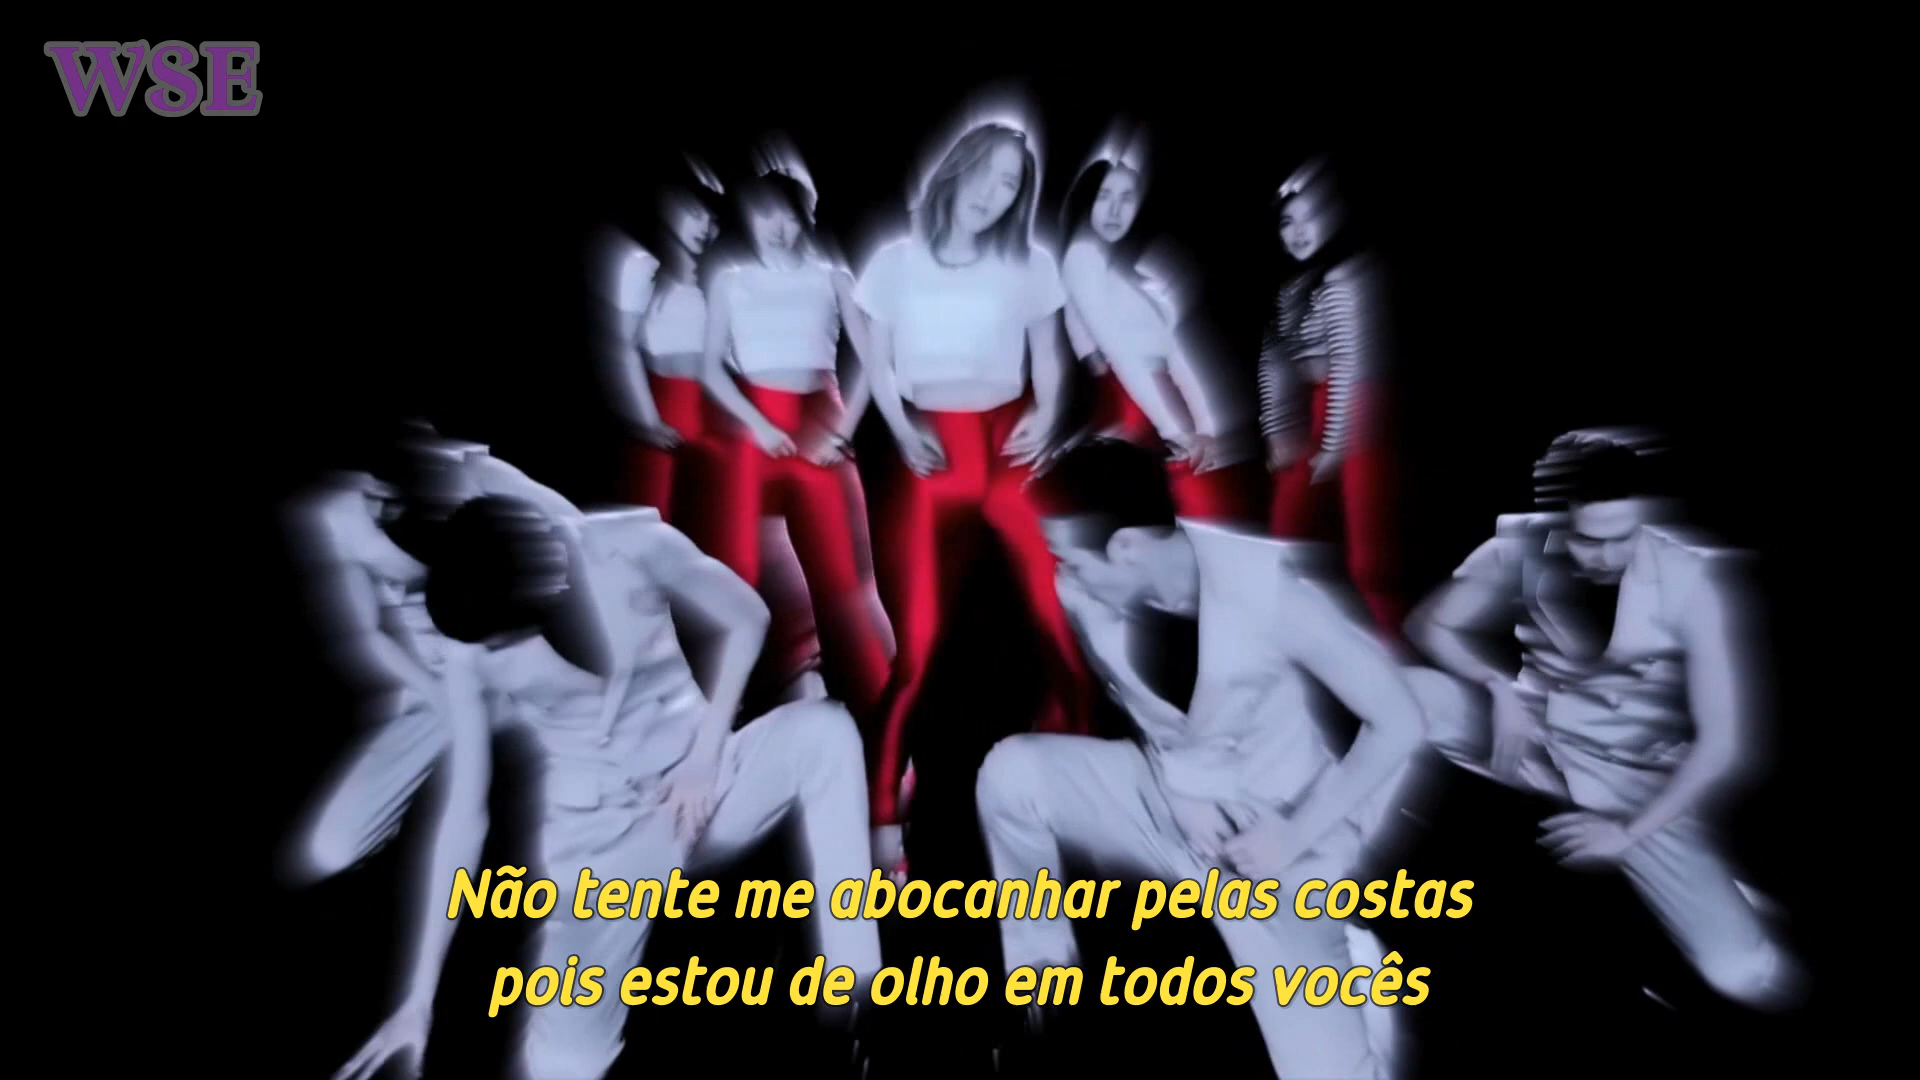 WSE
Não tente me abocanhar pelas costas
pois estou de olho em todos vocês